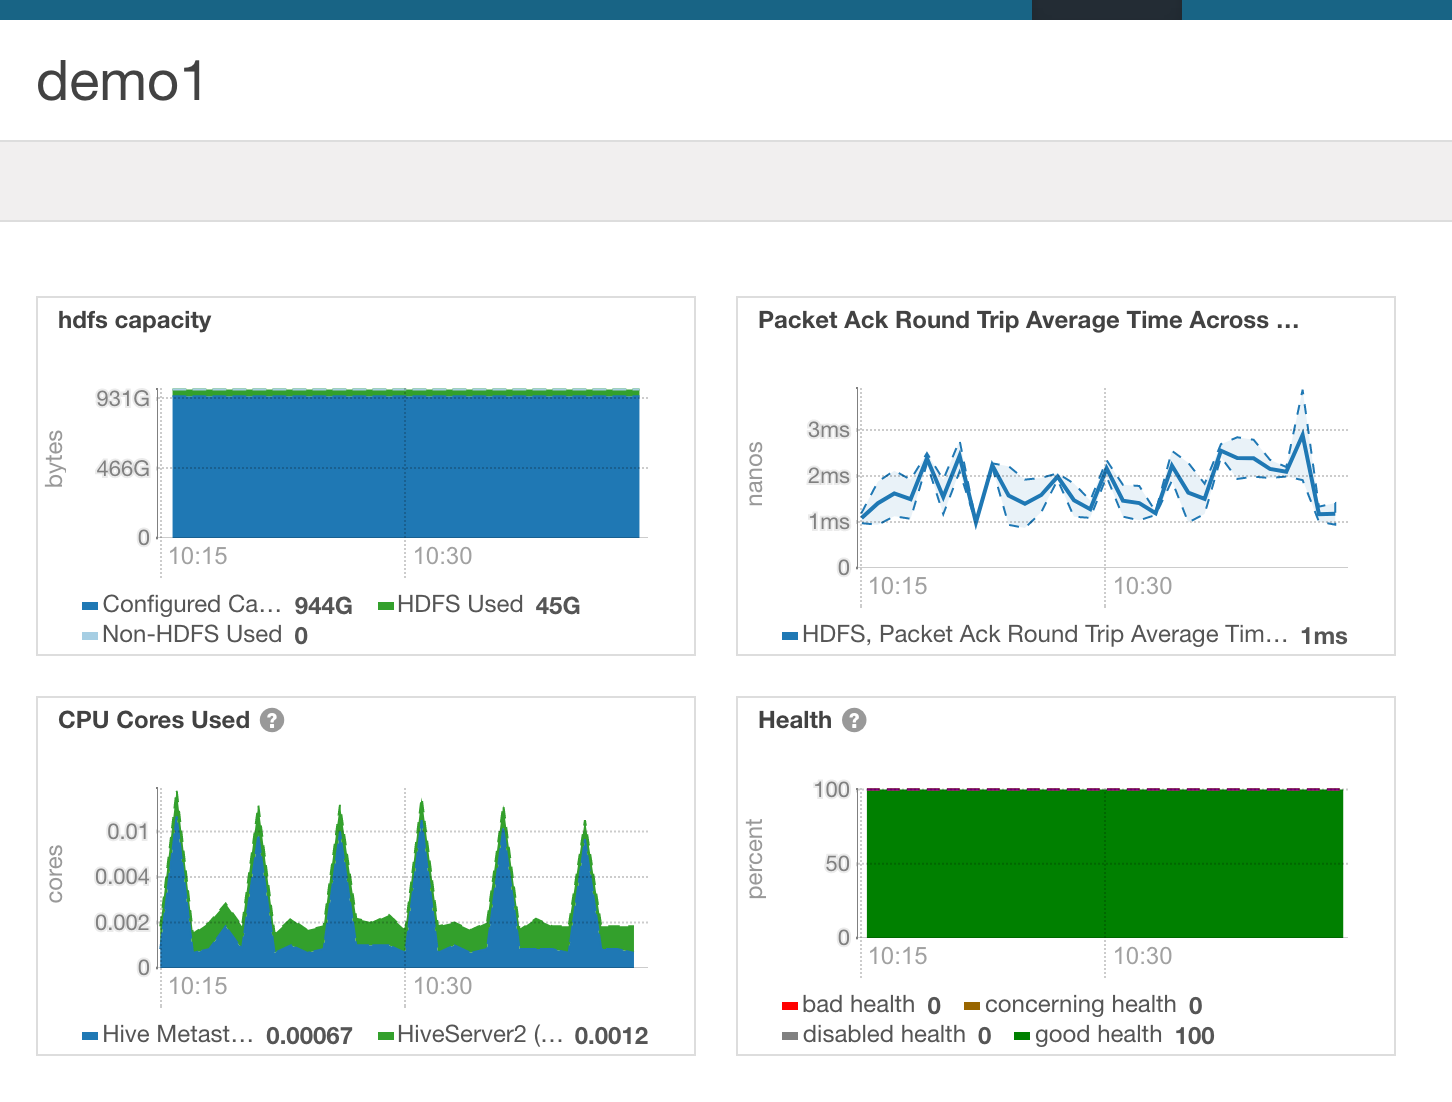 demo1
hdfs capacity
bytes
931G
466G
0
10:15 10:30
Configured Ca... 944G HDFS Used 45G
Non-HDFS Used 0
Packet Ack Round Trip Average Time Across ...
nanos
3ms
2ms
1ms
0
10:15 10:30
HDFS, Packet Ack Round Trip Average Tim... 1ms
CPU Cores Used ?
cores
0.01
0.004
0.002
0
10:15 10:30
Hive Metast... 0.00067 HiveServer2 (... 0.0012
Health ?
percent
100
50
0
10:15 10:30
bad health 0 concerning health 0
disabled health 0 good health 100